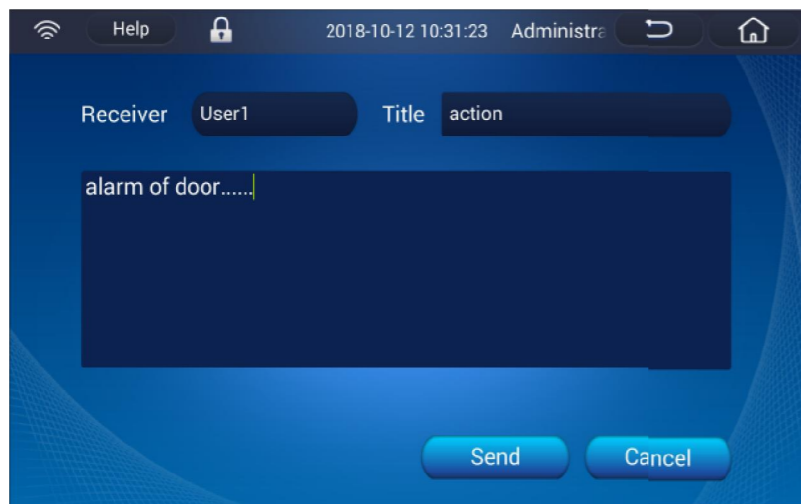 Help 2018-10-12 10:31:23 Administra
Receiver User1 Title action
alarm of door......
Send Cancel